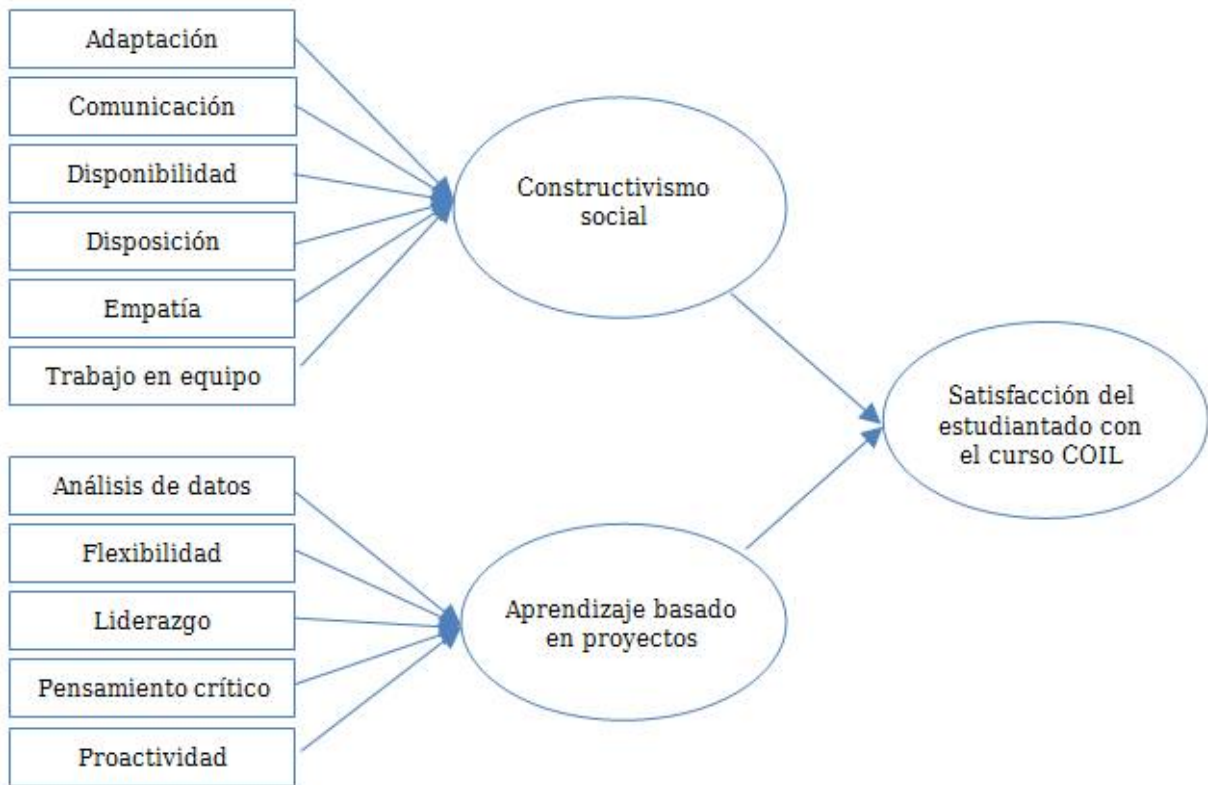 Adaptación
Comunicación
Disponibilidad
Disposición
Empatía
Trabajo en equipo
Constructivismo
social
Satisfacción del
estudiantado con
el curso COIL
Análisis de datos
Flexibilidad
Liderazgo
Pensamiento crítico
Proactividad
Aprendizaje basado
en proyectos